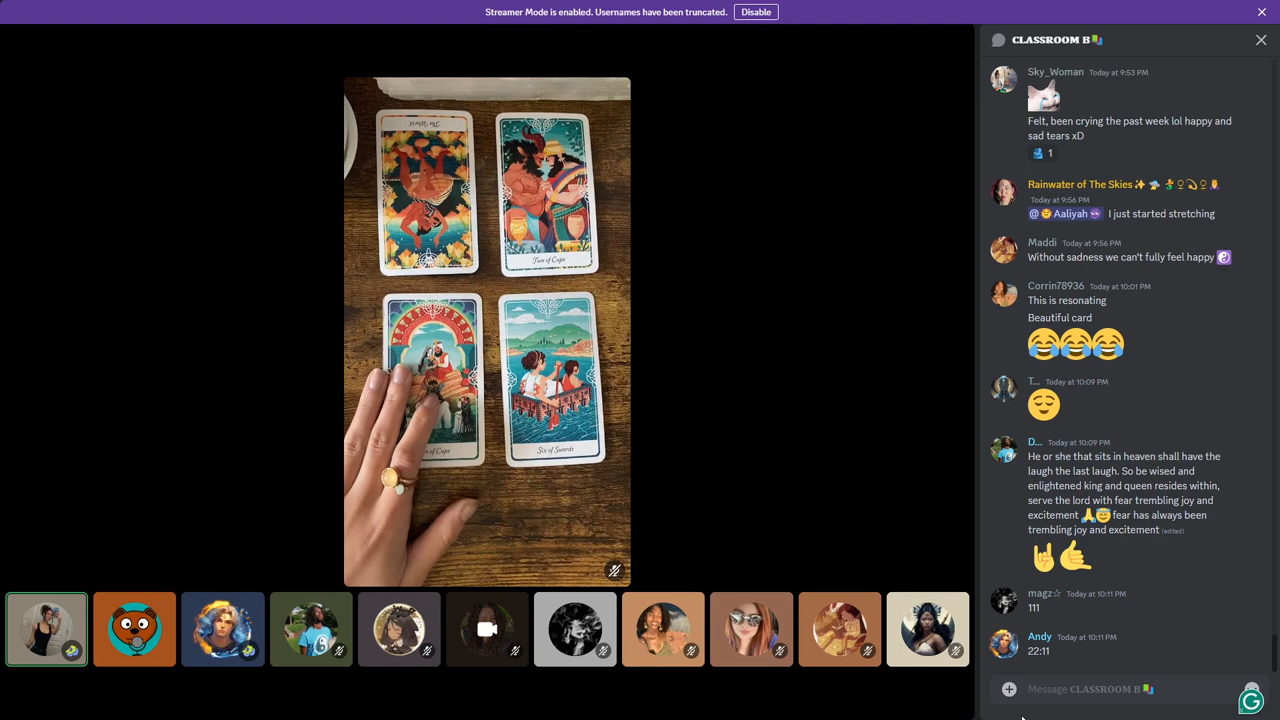 Streamer Mode is enabled. Usernames have been truncated.
Disable
CLASSROOM B
Sky_Woman Today at 9:53 PM
Felt, been crying the past week lol happy and
sad tears xD
1
Rainwater of The Skies
Today at 9:56 PM
@Aaliyah I just started stretching
Maddi Today at 9:56 PM
Without sadness we can't fully feel happy
Corrin78936 Today at 10:01 PM
This is resonating
Beautiful card
T... Today at 10:09 PM
D... Today at 10:09 PM
He or she that sits in heaven shall have the
laugh the last laugh. So be wised and
enlightened king and queen resides within,
serve the lord with fear trembling joy and
excitement fear has always been
trembling joy and excitement (edited)
magz☆ Today at 10:11 PM
111
Andy Today at 10:11 PM
22:11
Message CLASSROOM B
Two of Cups
of Cups
Six of Swords